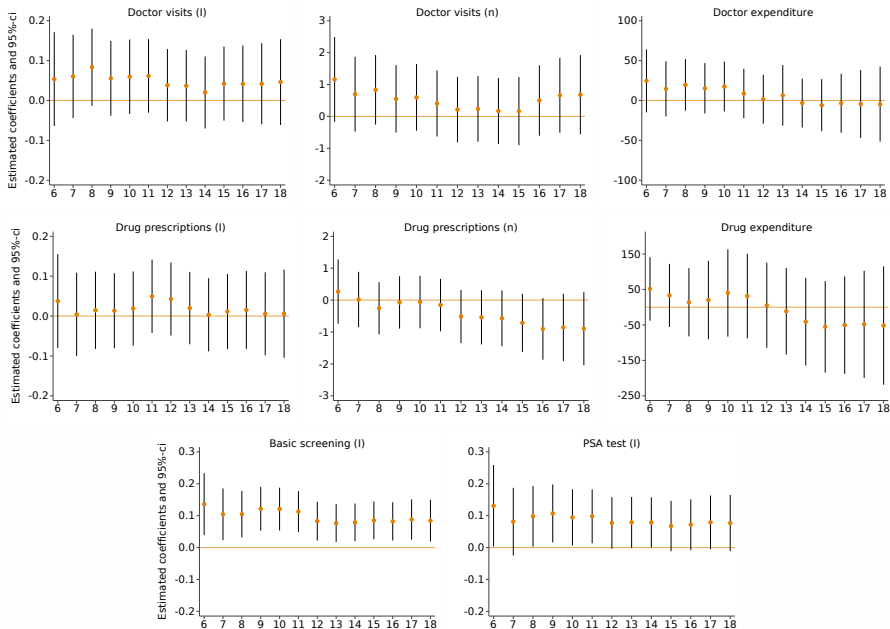 Doctor visits (I)
Doctor visits (n)
Doctor expenditure
Estimated coefficients and 95%-ci
0.2
0.1
0.0
-0.1
-0.2
6 7 8 9 10 11 12 13 14 15 16 17 18
3
2
1
0
-1
-2
6 7 8 9 10 11 12 13 14 15 16 17 18
100
50
0
-50
-100
6 7 8 9 10 11 12 13 14 15 16 17 18
Drug prescriptions (I)
Drug prescriptions (n)
Drug expenditure
Estimated coefficients and 95%-ci
0.2
0.1
0.0
-0.1
-0.2
6 7 8 9 10 11 12 13 14 15 16 17 18
2
1
0
-1
-2
-3
6 7 8 9 10 11 12 13 14 15 16 17 18
150
50
-50
-150
-250
6 7 8 9 10 11 12 13 14 15 16 17 18
Basic screening (I)
PSA test (I)
Estimated coefficients and 95%-ci
0.3
0.2
0.1
0.0
-0.1
-0.2
6 7 8 9 10 11 12 13 14 15 16 17 18
0.3
0.2
0.1
0.0
-0.1
-0.2
6 7 8 9 10 11 12 13 14 15 16 17 18